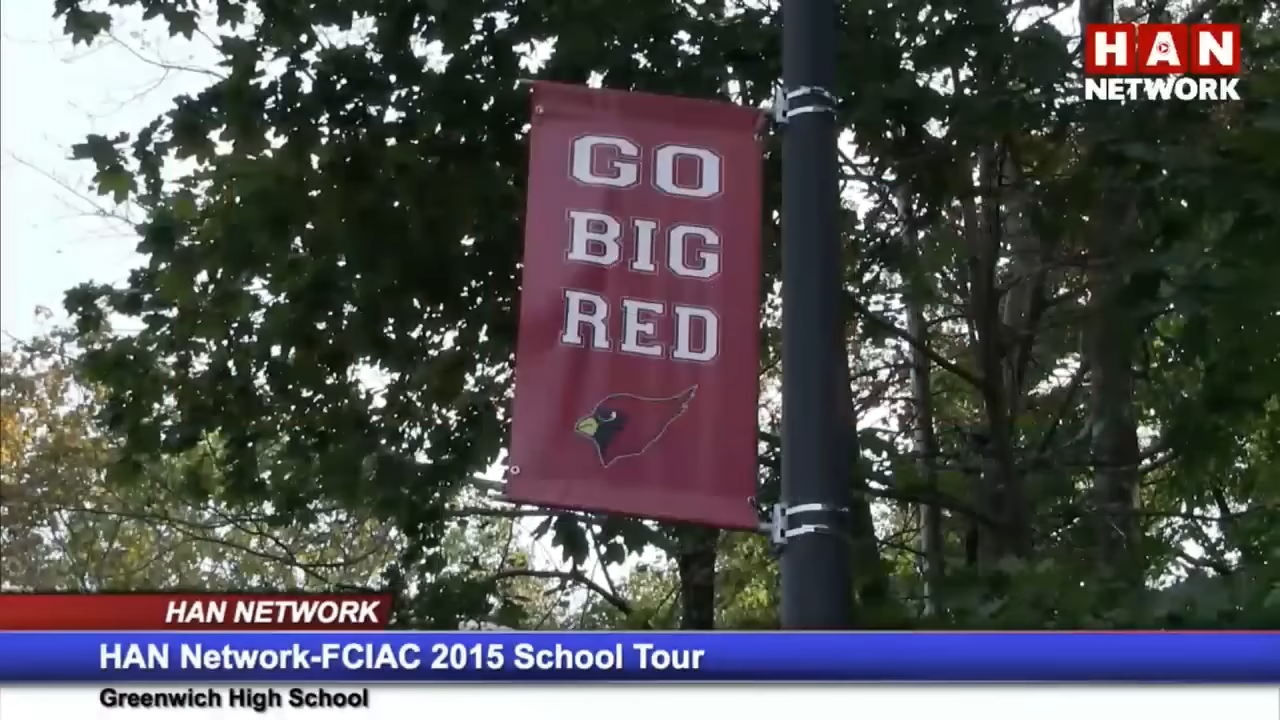 HAN
NETWORK
GO
BIG
RED
HAN NETWORK
HAN Network-FCIAC 2015 School Tour
Greenwich High School